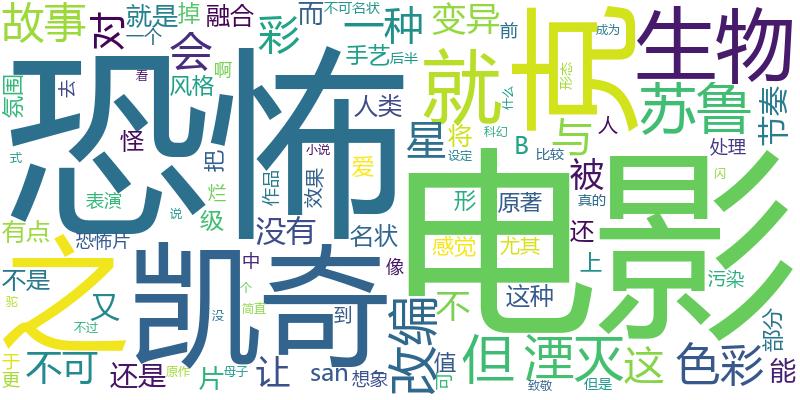 故事
对
就是
掉
融合
而
不可名状
一种
变异
前
成为
一个
会
彩
手艺
后半
就
克
形态
生物
氛围
去
看
风格
啊
恐怖
人类
什么
苏鲁
节奏
怪
把
小说
星
将
科幻
B
与
人
处理
式
表演
说
烂
作品
效果
爱
设定
比较
被
真的
闪
电影
有点
恐怖片
级
没有
名状
形
原著
还
感觉
尤其
上
之
凯奇
中
像
不是
又
改编
不
这种
污染
驼
不过
个
没
简直
到
但
湮灭
这
色彩
部分
于
更
不可
还是
原作
片
母子
让
san
想象
值
向
致敬
但是
能